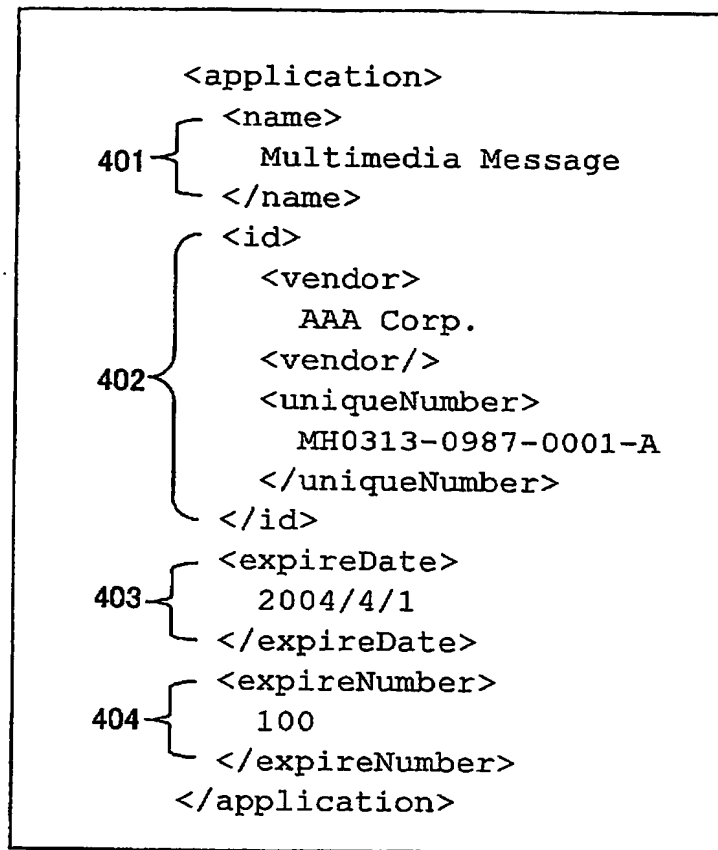 <application>
<name>
401 Multimedia Message
</name>
<id>
<vendor>
AAA Corp.
402 <vendor/>
<uniqueNumber>
MH0313-0987-0001-A
</uniqueNumber>
</id>
<expireDate>
403 2004/4/1
</expireDate>
<expireNumber>
404 100
</expireNumber>
</application>